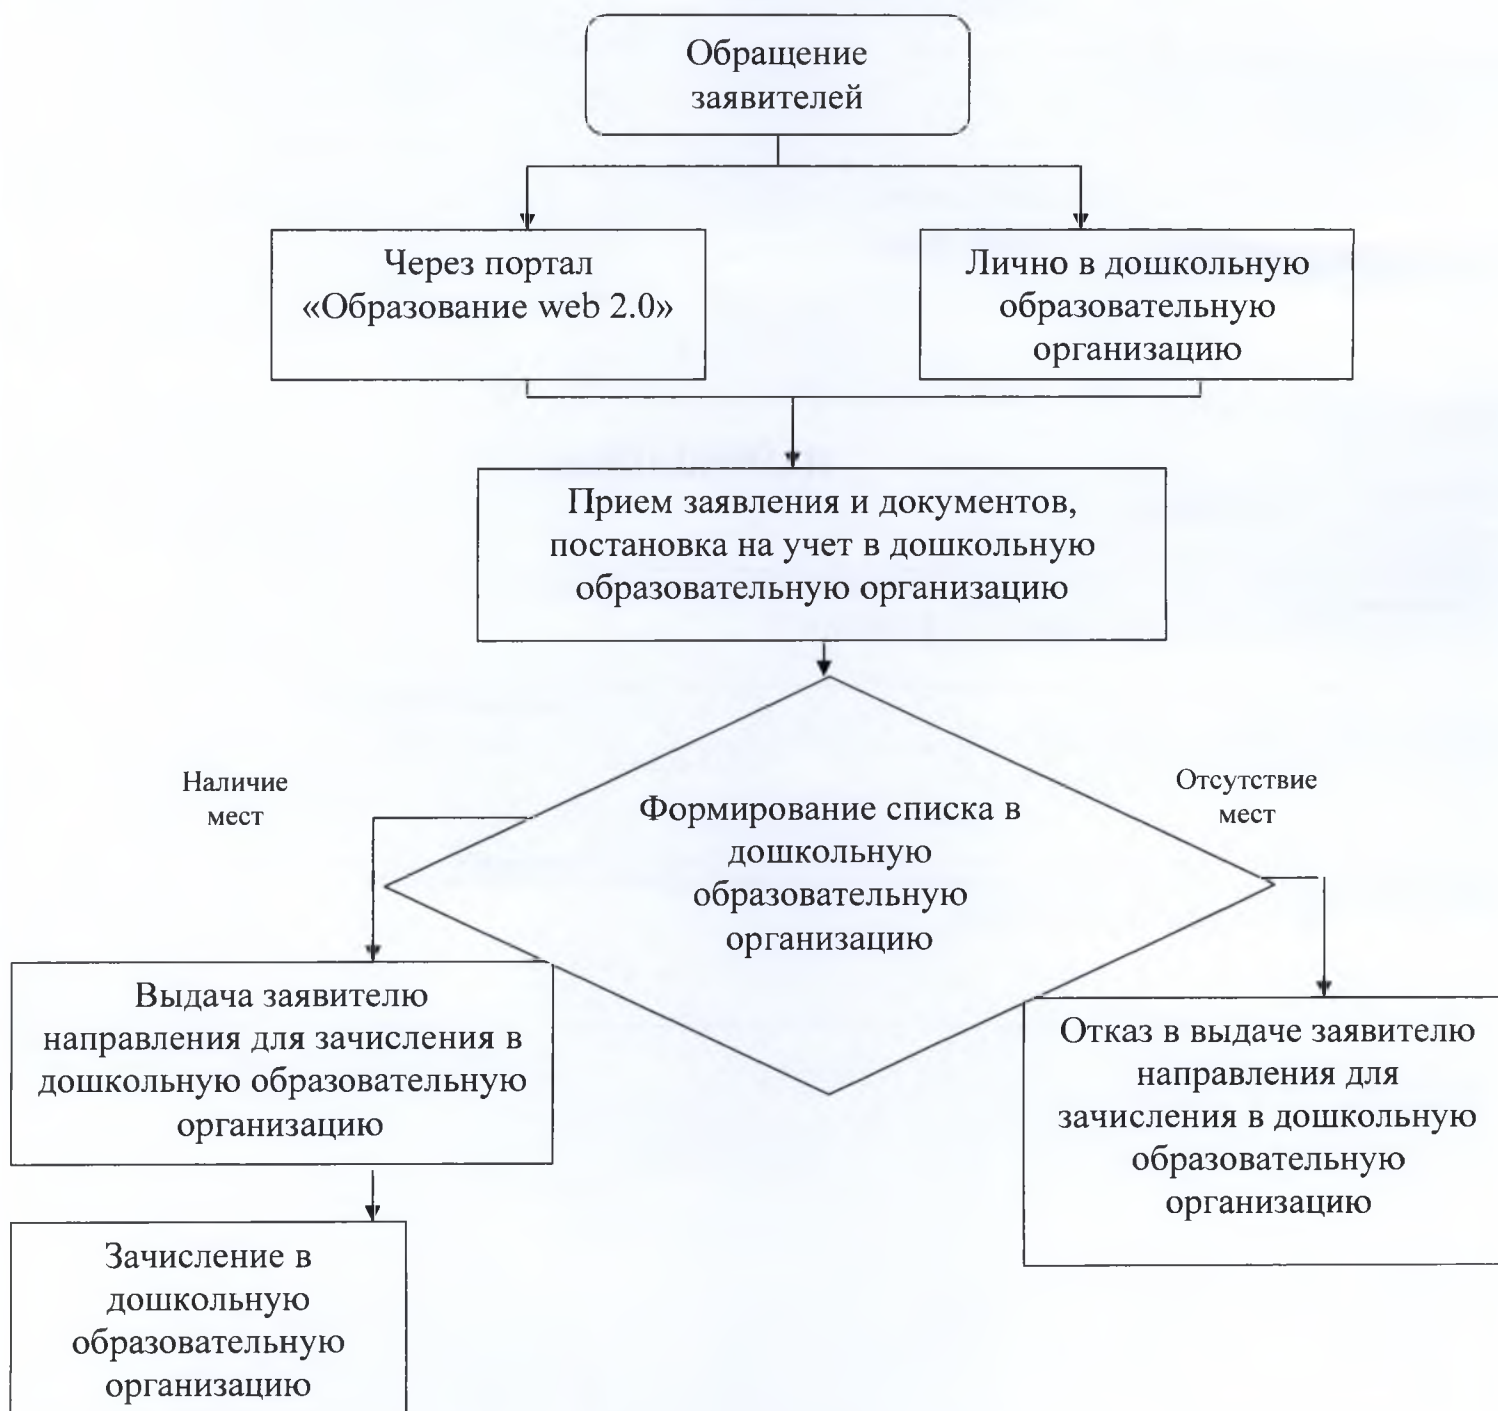 Обращение
заявителей
Через портал
«Образование web 2.0»
Лично в дошкольную
образовательную
организацию
Прием заявления и документов,
постановка на учет в дошкольную
образовательную организацию
Наличие
мест
Отсутствие
мест
Формирование списка в
дошкольную
образовательную
организацию
Выдача заявителю
направления для зачисления в
дошкольную образовательную
организацию
Отказ в выдаче заявителю
направления для
зачисления в дошкольную
образовательную
организацию
Зачисление в
дошкольную
образовательную
организацию